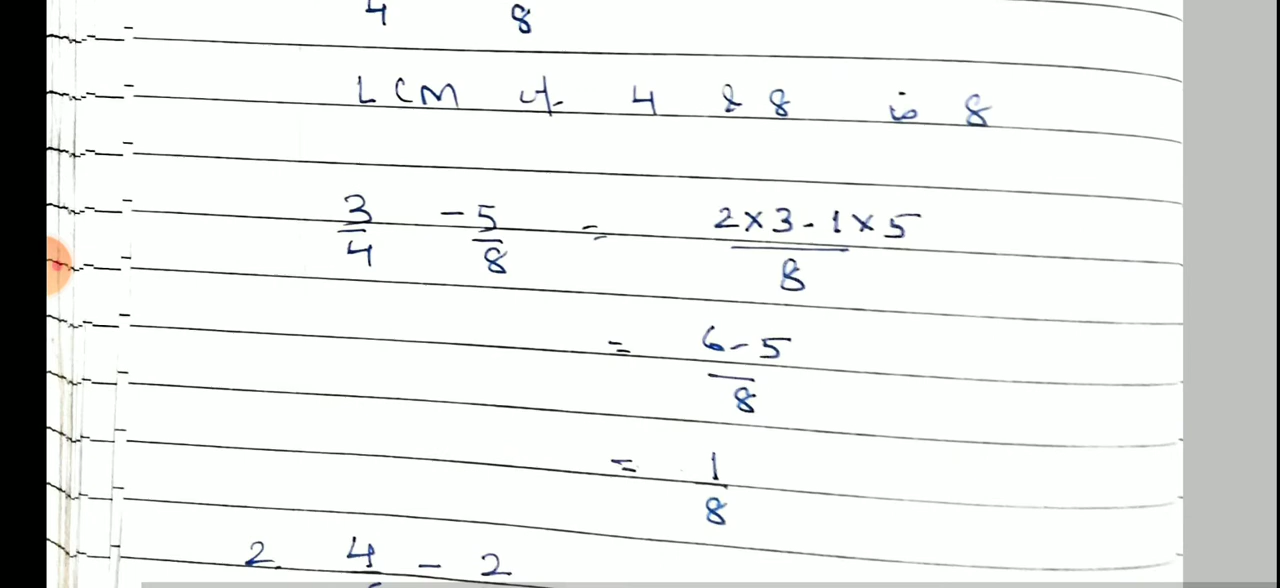 4 8
LCM of 4 & 8 is 8
3/4 - 5/8 = 2×3-1×5/8
= 6-5/8
= 1/8
2. 4 - 2